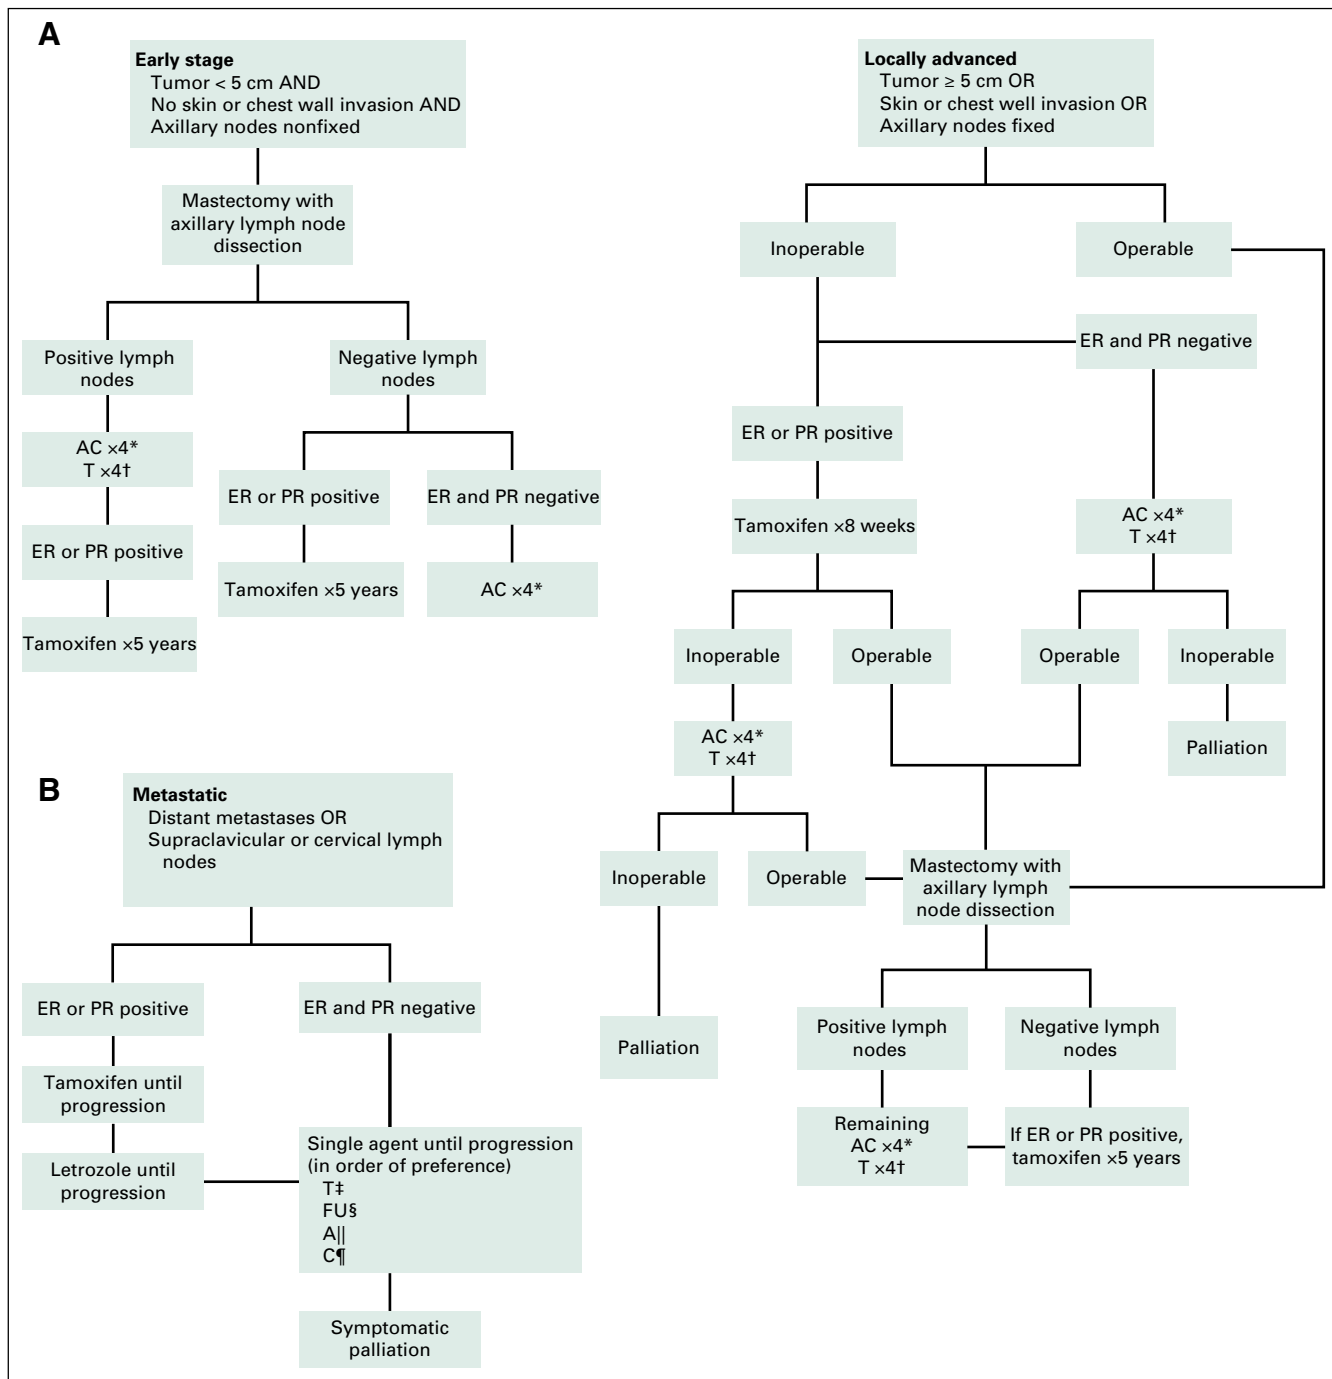 A
Early stage
Tumor < 5 cm AND
No skin or chest wall invasion AND
Axillary nodes nonfixed
Mastectomy with
axillary lymph node
dissection
Positive lymph
nodes
Negative lymph
nodes
AC ×4*
T ×4†
ER or PR positive
ER and PR negative
ER or PR positive
Tamoxifen ×5 years
AC ×4*
Tamoxifen ×5 years
Locally advanced
Tumor ≥ 5 cm OR
Skin or chest well invasion OR
Axillary nodes fixed
Inoperable
Operable
ER and PR negative
ER or PR positive
Tamoxifen ×8 weeks
AC ×4*
T ×4†
Inoperable
Operable
Operable
Inoperable
AC ×4*
T ×4†
Palliation
Inoperable
Operable
Mastectomy with
axillary lymph
node dissection
Palliation
Positive lymph
nodes
Negative lymph
nodes
Remaining
AC ×4*
T ×4†
If ER or PR positive,
tamoxifen ×5 years
B
Metastatic
Distant metastases OR
Supraclavicular or cervical lymph
nodes
ER or PR positive
ER and PR negative
Tamoxifen until
progression
Letrozole until
progression
Single agent until progression
(in order of preference)
T‡
FU§
A||
C¶
Symptomatic
palliation